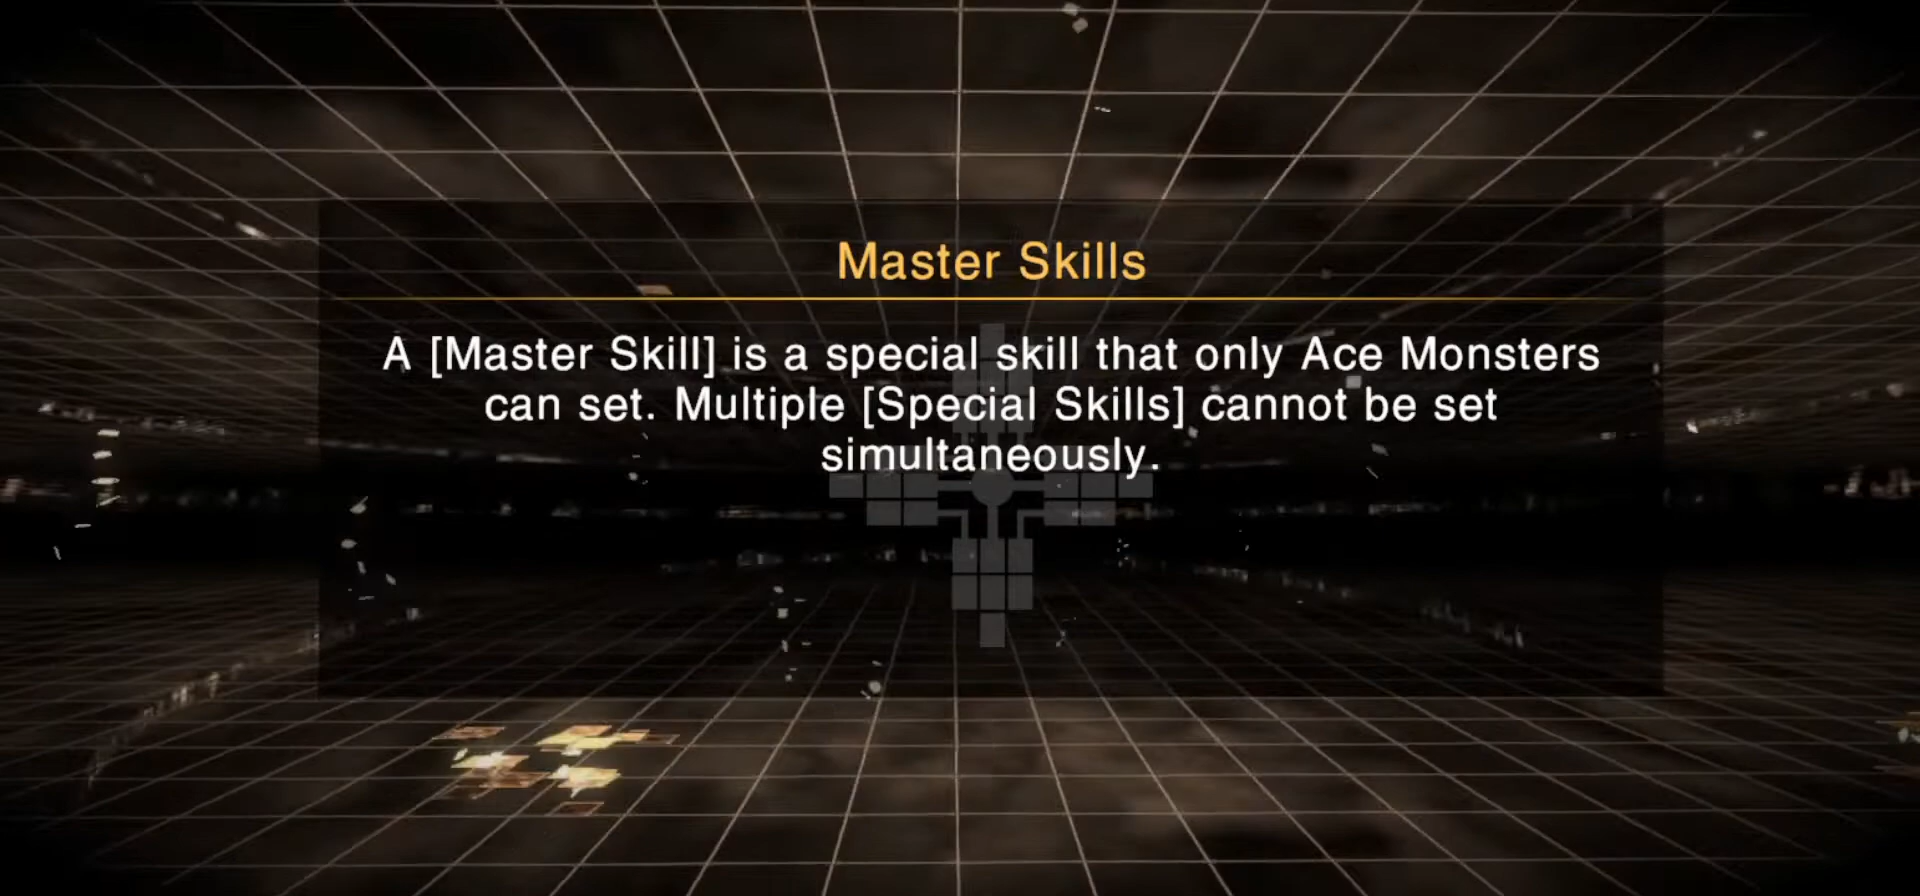 Master Skills
A [Master Skill] is a special skill that only Ace Monsters
can set. Multiple [Special Skills] cannot be set
simultaneously.